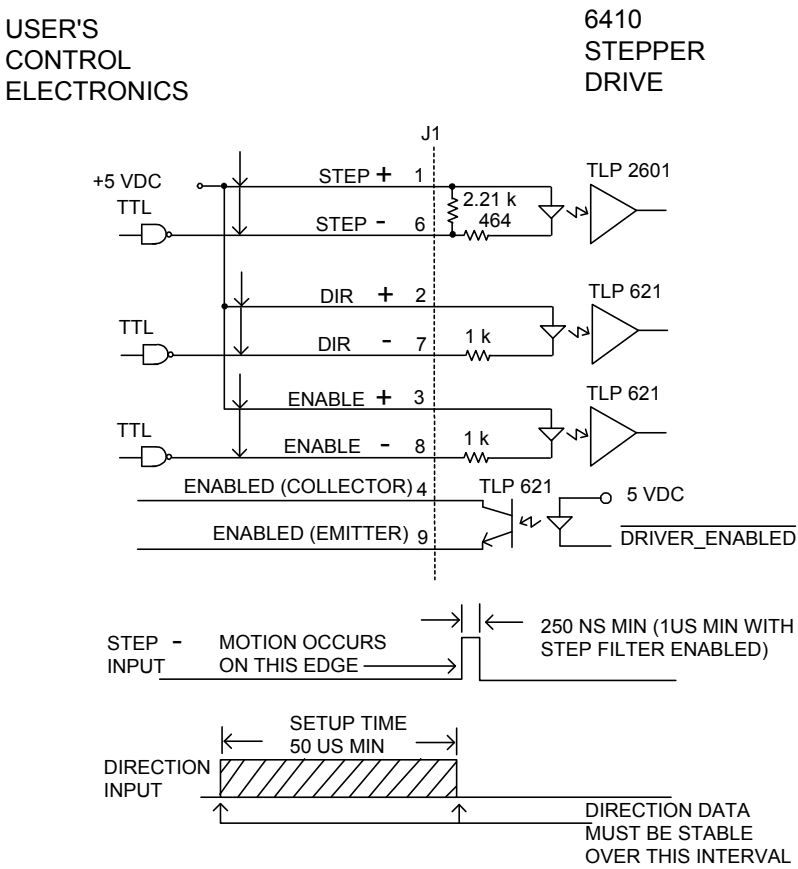 USER'S
CONTROL
ELECTRONICS
6410
STEPPER
DRIVE
J1
+5 VDC
STEP + 1
TLP 2601
TTL
2.21 k
STEP - 6
464
DIR + 2
TLP 621
TTL
DIR - 7
1 k
ENABLE + 3
TLP 621
TTL
ENABLE - 8
1 k
ENABLED (COLLECTOR) 4
TLP 621
5 VDC
ENABLED (EMITTER) 9
DRIVER_ENABLED
STEP -
INPUT
MOTION OCCURS
ON THIS EDGE
250 NS MIN (1US MIN WITH
STEP FILTER ENABLED)
SETUP TIME
50 US MIN
DIRECTION
INPUT
DIRECTION DATA
MUST BE STABLE
OVER THIS INTERVAL